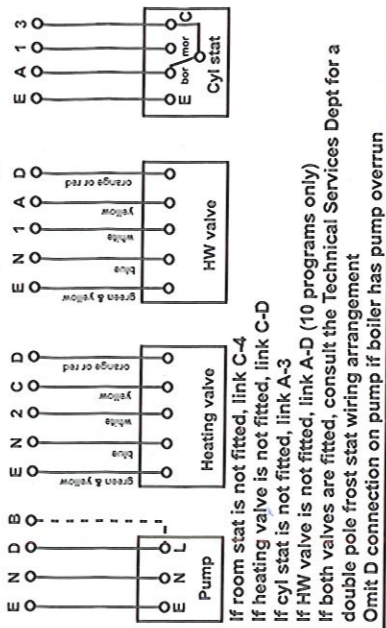 E N D B
E N L
Pump
E N 2 C D
green & yellow
blue
white
yellow
orange or red
Heating valve
E N 1 A D
green & yellow
blue
white
yellow
orange or red
HW valve
E A 1 3
E bor mor C
Cyl stat
If room stat is not fitted, link C-4
If heating valve is not fitted, link C-D
If cyl stat is not fitted, link A-3
If HW valve is not fitted, link A-D (10 programs only)
If both valves are fitted, consult the Technical Services Dept for a
double pole frost stat wiring arrangement
Omit D connection on pump if boiler has pump overrun